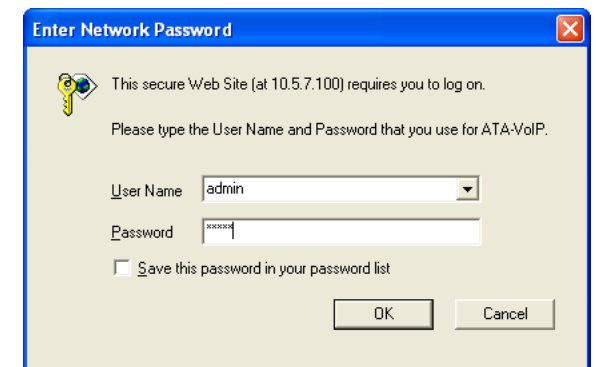 Enter Network Password
This secure Web Site (at 10.5.7.100) requires you to log on.
Please type the User Name and Password that you use for ATA-VoIP.
User Name admin
Password xxxxx
Save this password in your password list
OK Cancel